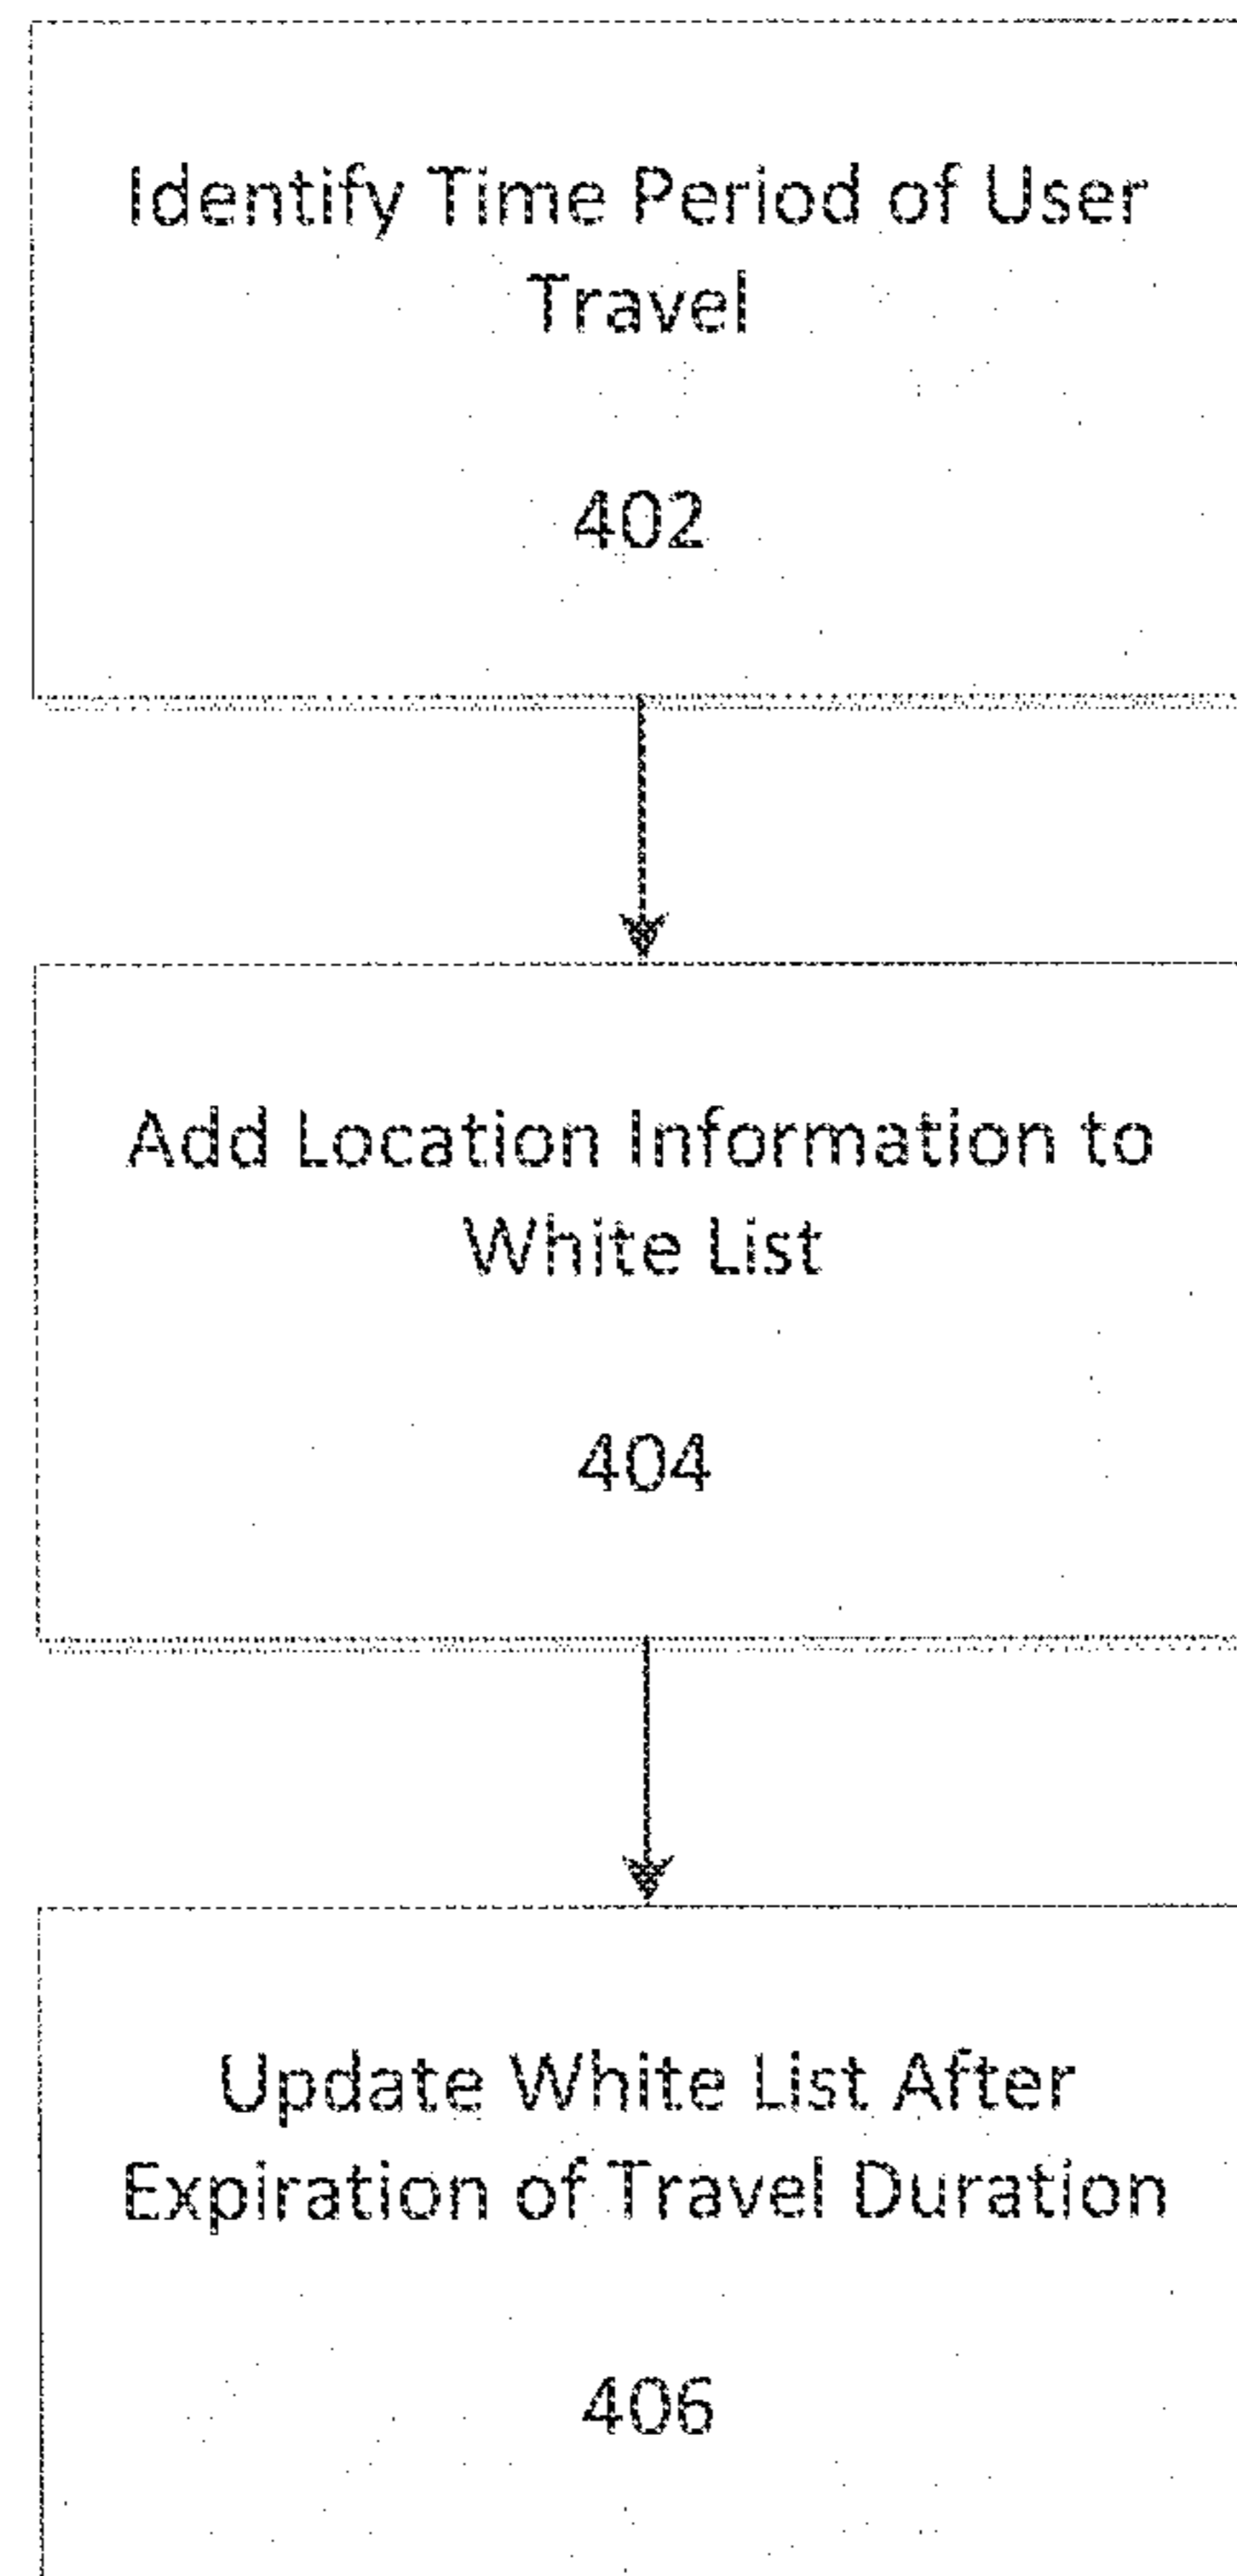 Identify Time Period of User
Travel
402
Add Location Information to
White List
404
Update White List After
Expiration of Travel Duration
406